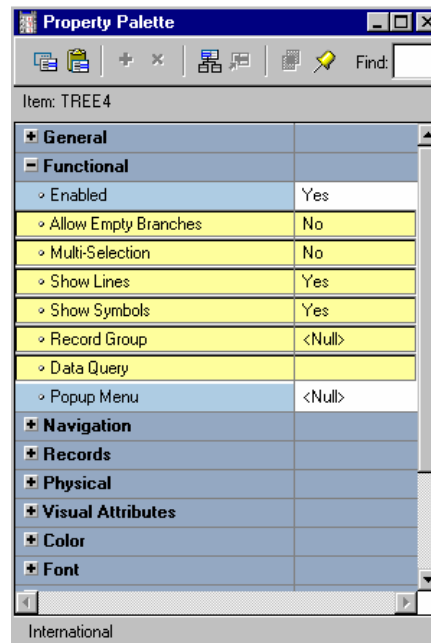 Property Palette
Find:
Item: TREE4
General
Functional
Enabled Yes
Allow Empty Branches No
Multi-Selection No
Show Lines Yes
Show Symbols Yes
Record Group <Null>
Data Query
Popup Menu <Null>
Navigation
Records
Physical
Visual Attributes
Color
Font
International